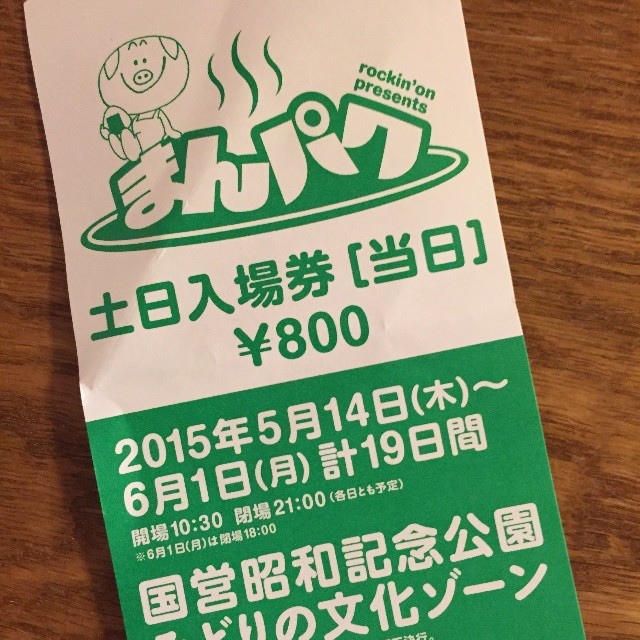 rockin'on
presents
まんパク
土日入場券[当日]
¥800
2015年5月14日(木)～
6月1日(月) 計19日間
開場10:30 閉場21:00(各日とも予定)
※6月1日(月)は閉場18:00
国営昭和記念公園
みどりの文化ゾーン
決行。